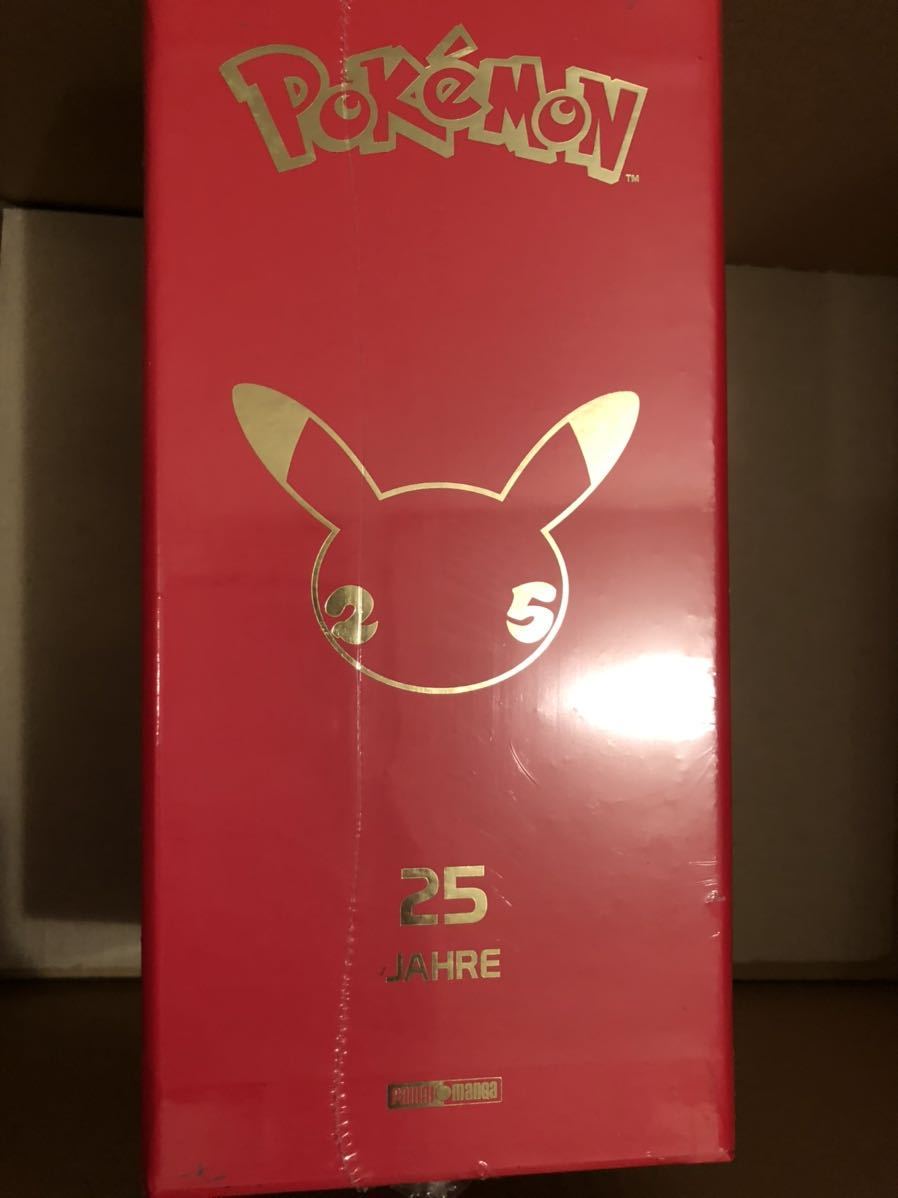 POKéMON
TM
2 5
25
JAHRE
PANINI manga